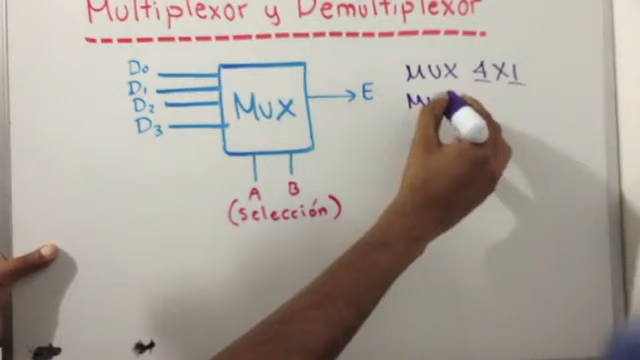 Multiplexor y Demultiplexor
D0
D1
D2
D3
MUX
E
A B
(selección)
MUX 4X1